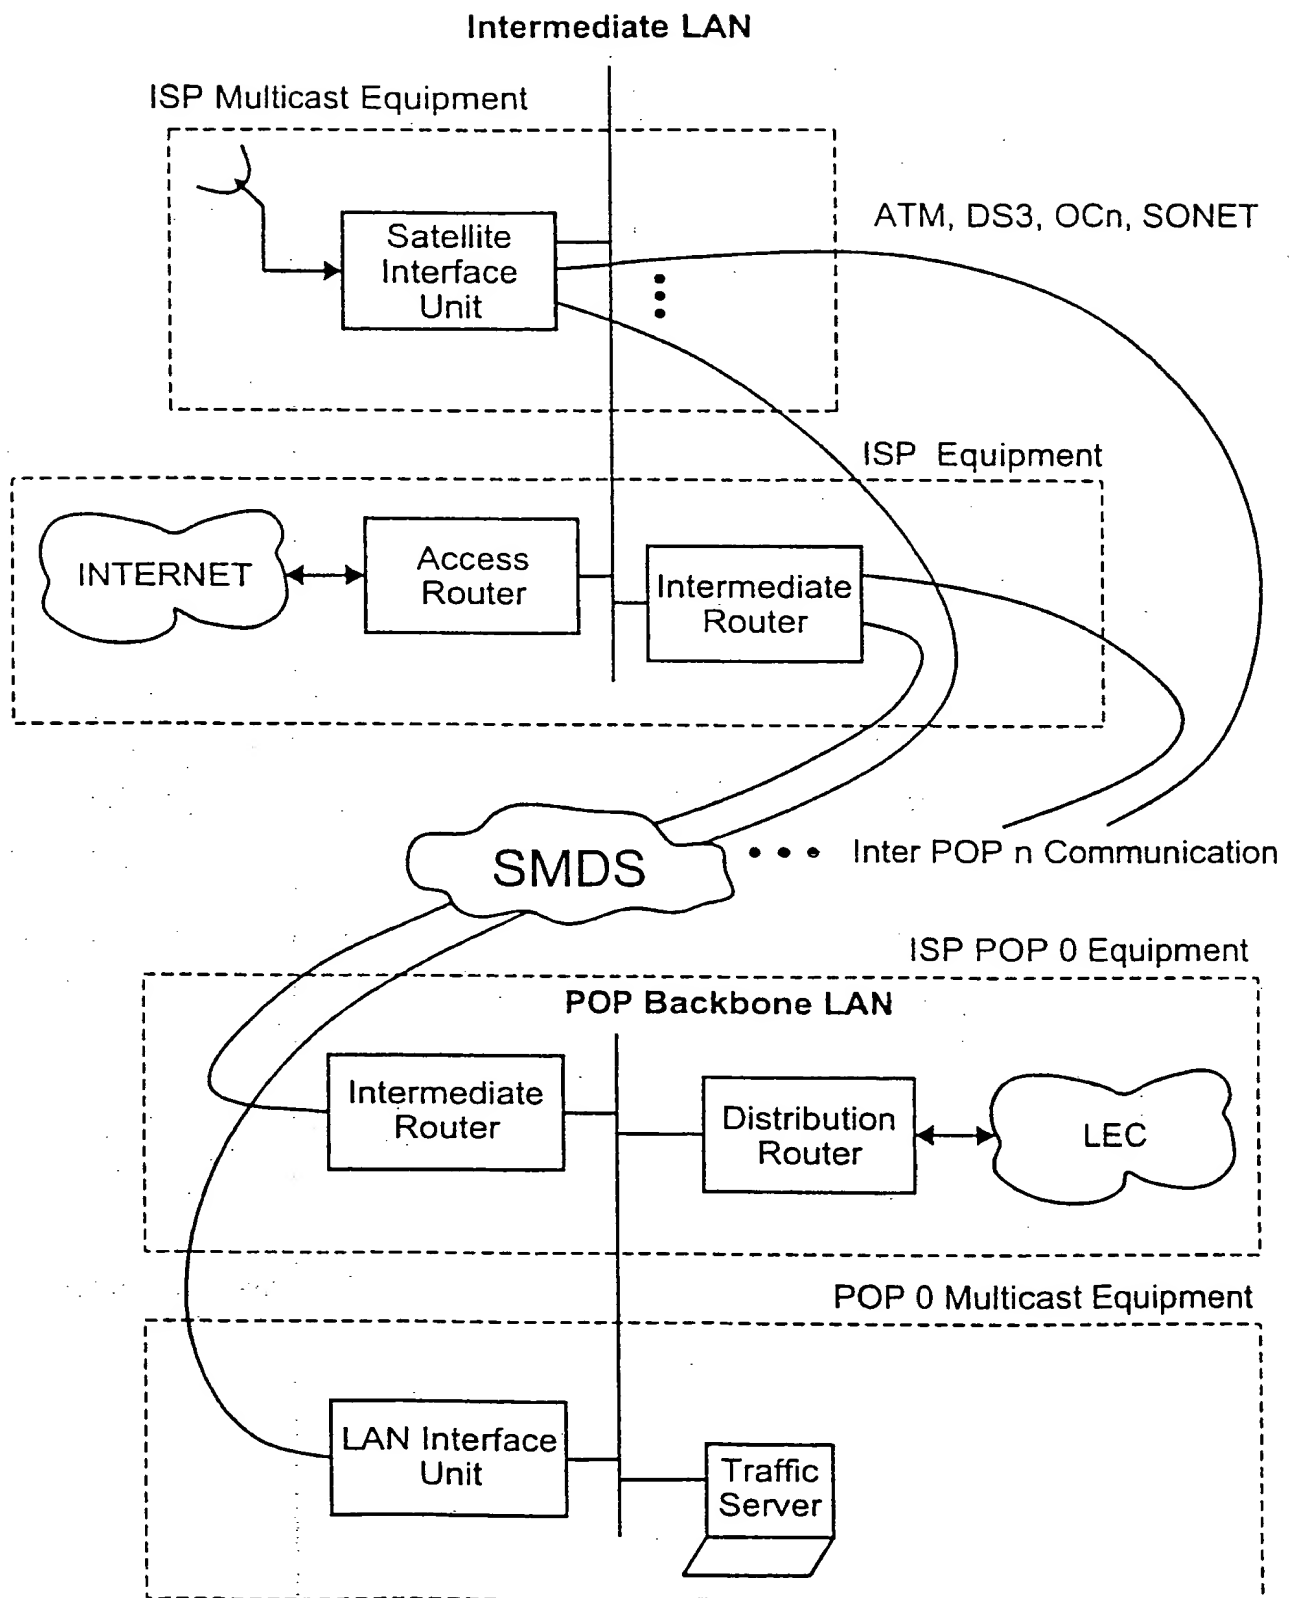 Intermediate LAN
ISP Multicast Equipment
ATM, DS3, OCn, SONET
Satellite
Interface
Unit
ISP Equipment
INTERNET
Access
Router
Intermediate
Router
SMDS
Inter POP n Communication
ISP POP 0 Equipment
POP Backbone LAN
Intermediate
Router
Distribution
Router
LEC
POP 0 Multicast Equipment
LAN Interface
Unit
Traffic
Server